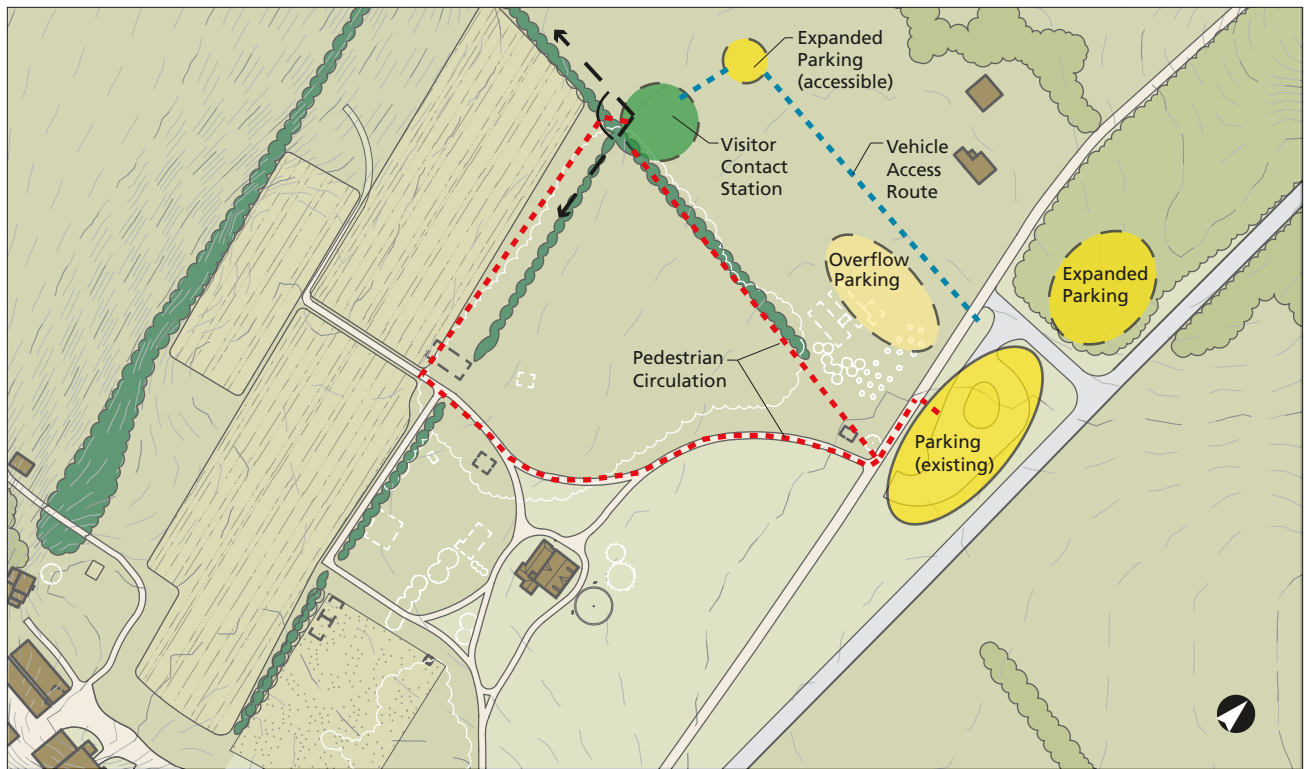 Expanded
Parking
(accessible)
Visitor
Contact
Station
Vehicle
Access
Route
Overflow
Parking
Expanded
Parking
Pedestrian
Circulation
Parking
(existing)